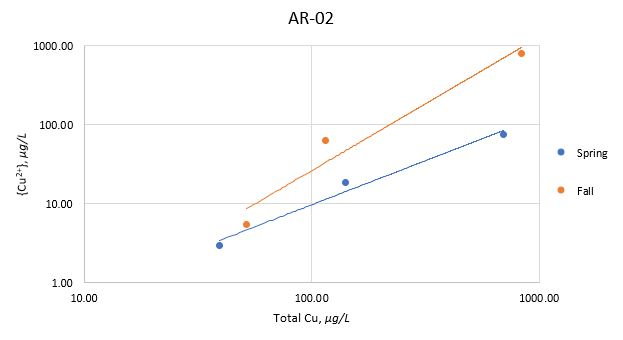 AR-02
1000.00
100.00
10.00
1.00
{Cu²⁺}, µg/L
10.00 100.00 1000.00
Total Cu, µg/L
Spring
Fall